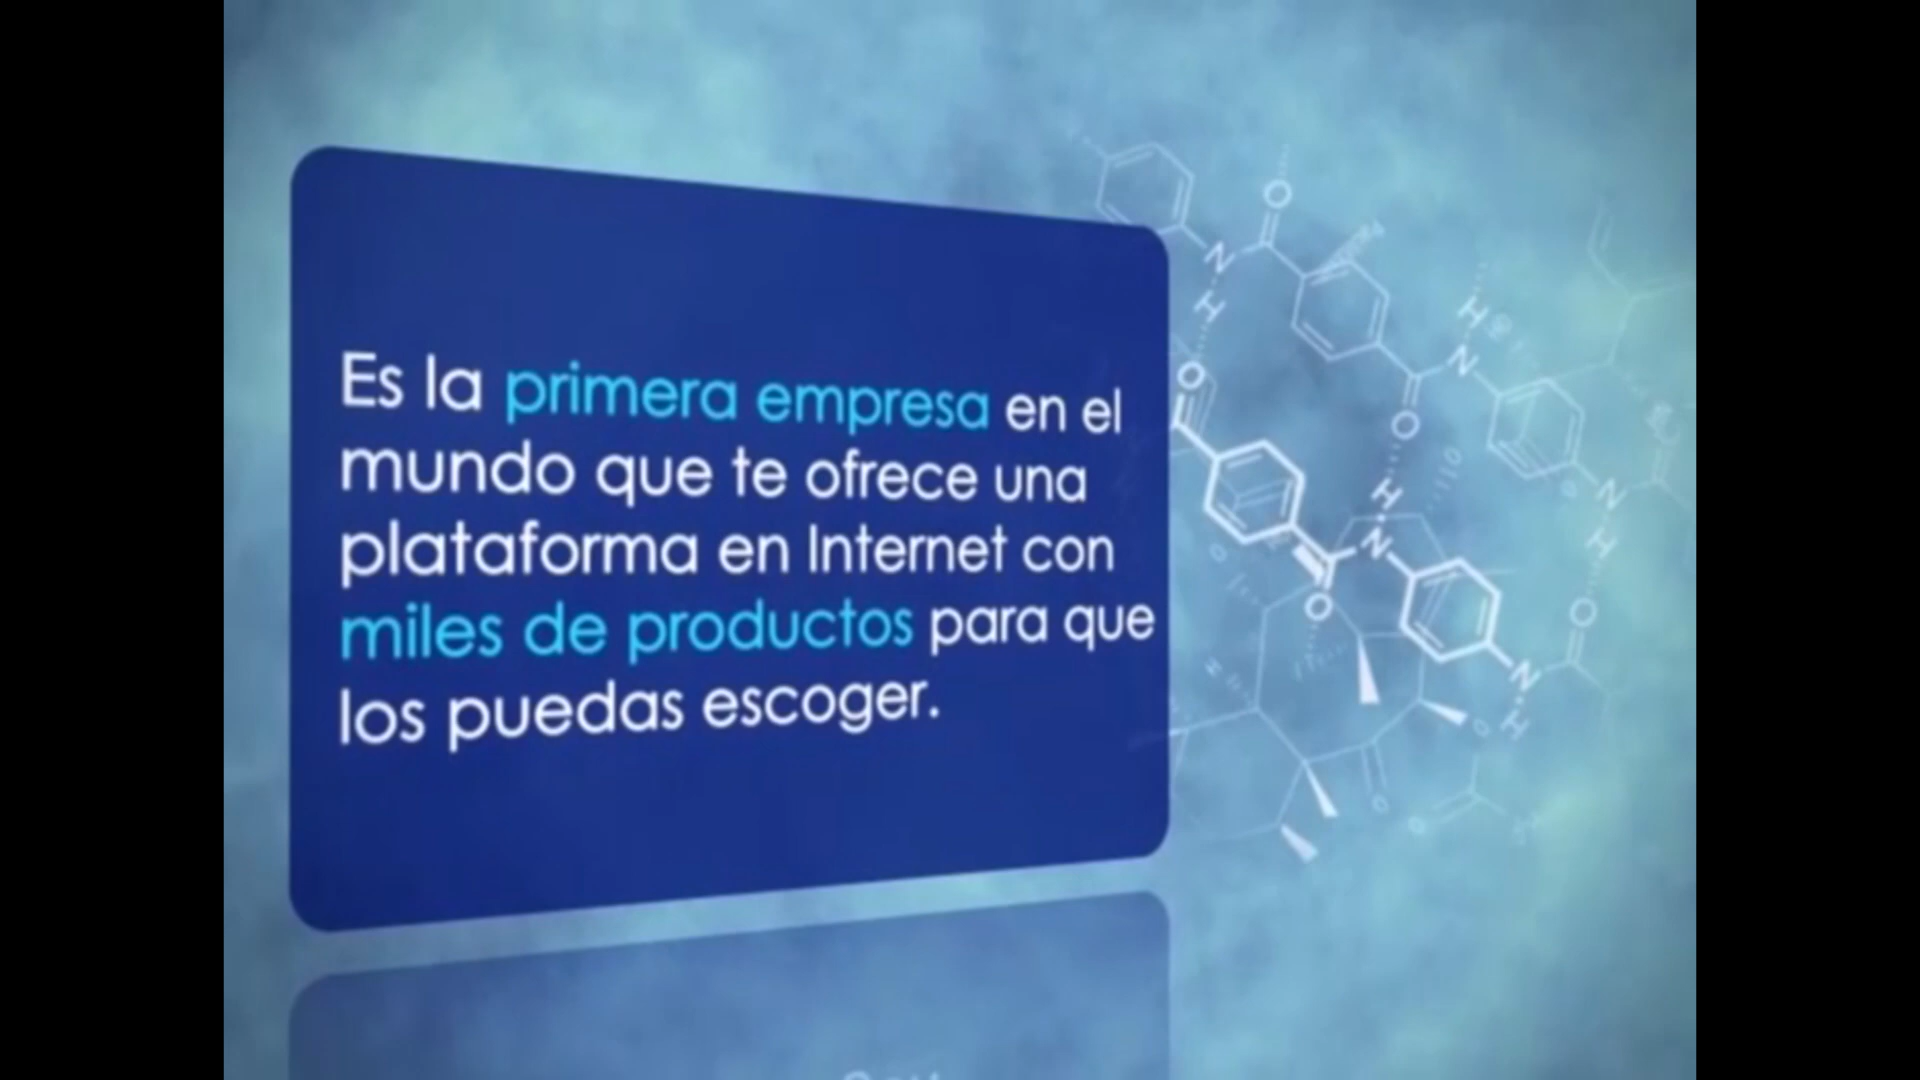 Es la primera empresa en el
mundo que te ofrece una
plataforma en Internet con
miles de productos para que
los puedas escoger.